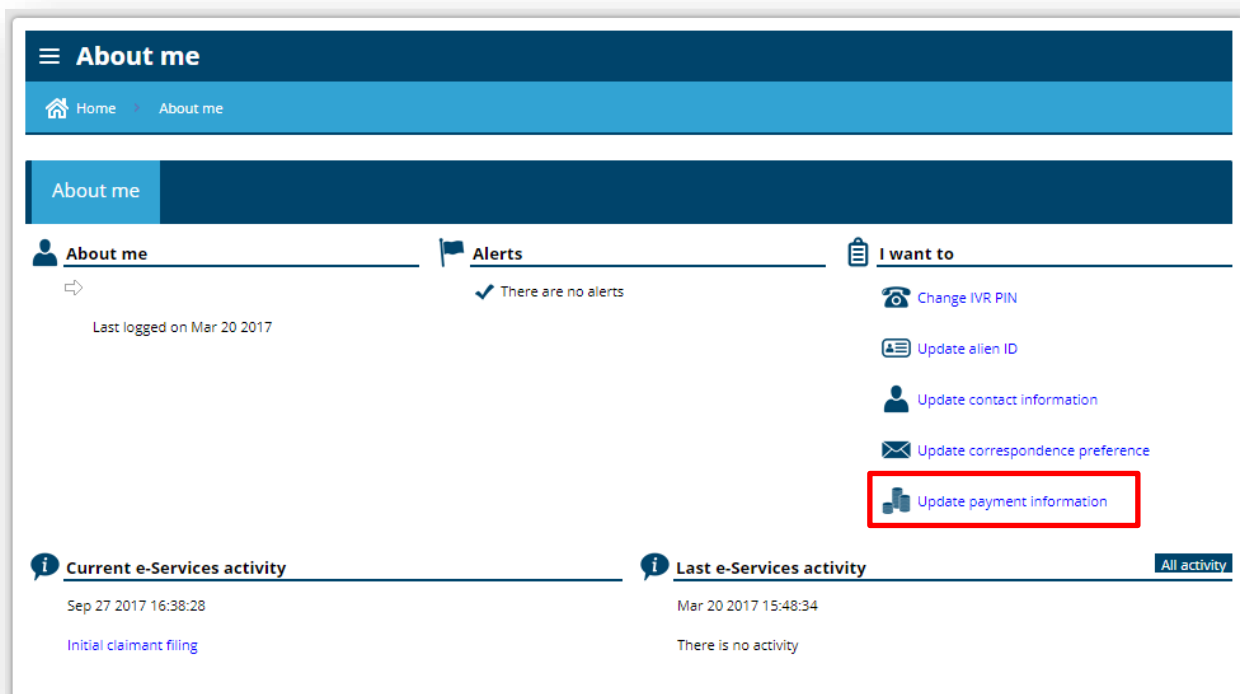 About me
Home > About me
About me
About me
Last logged on Mar 20 2017
Alerts
There are no alerts
I want to
Change IVR PIN
Update alien ID
Update contact information
Update correspondence preference
Update payment information
Current e-Services activity
Sep 27 2017 16:38:28
Initial claimant filing
Last e-Services activity
All activity
Mar 20 2017 15:48:34
There is no activity